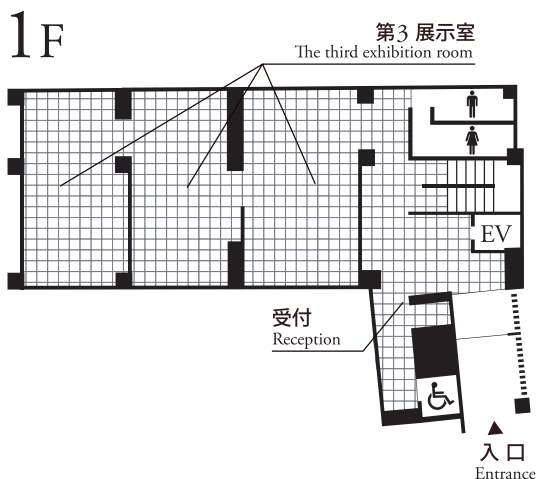 1F
第3 展示室
The third exhibition room
EV
受付
Reception
入口
Entrance